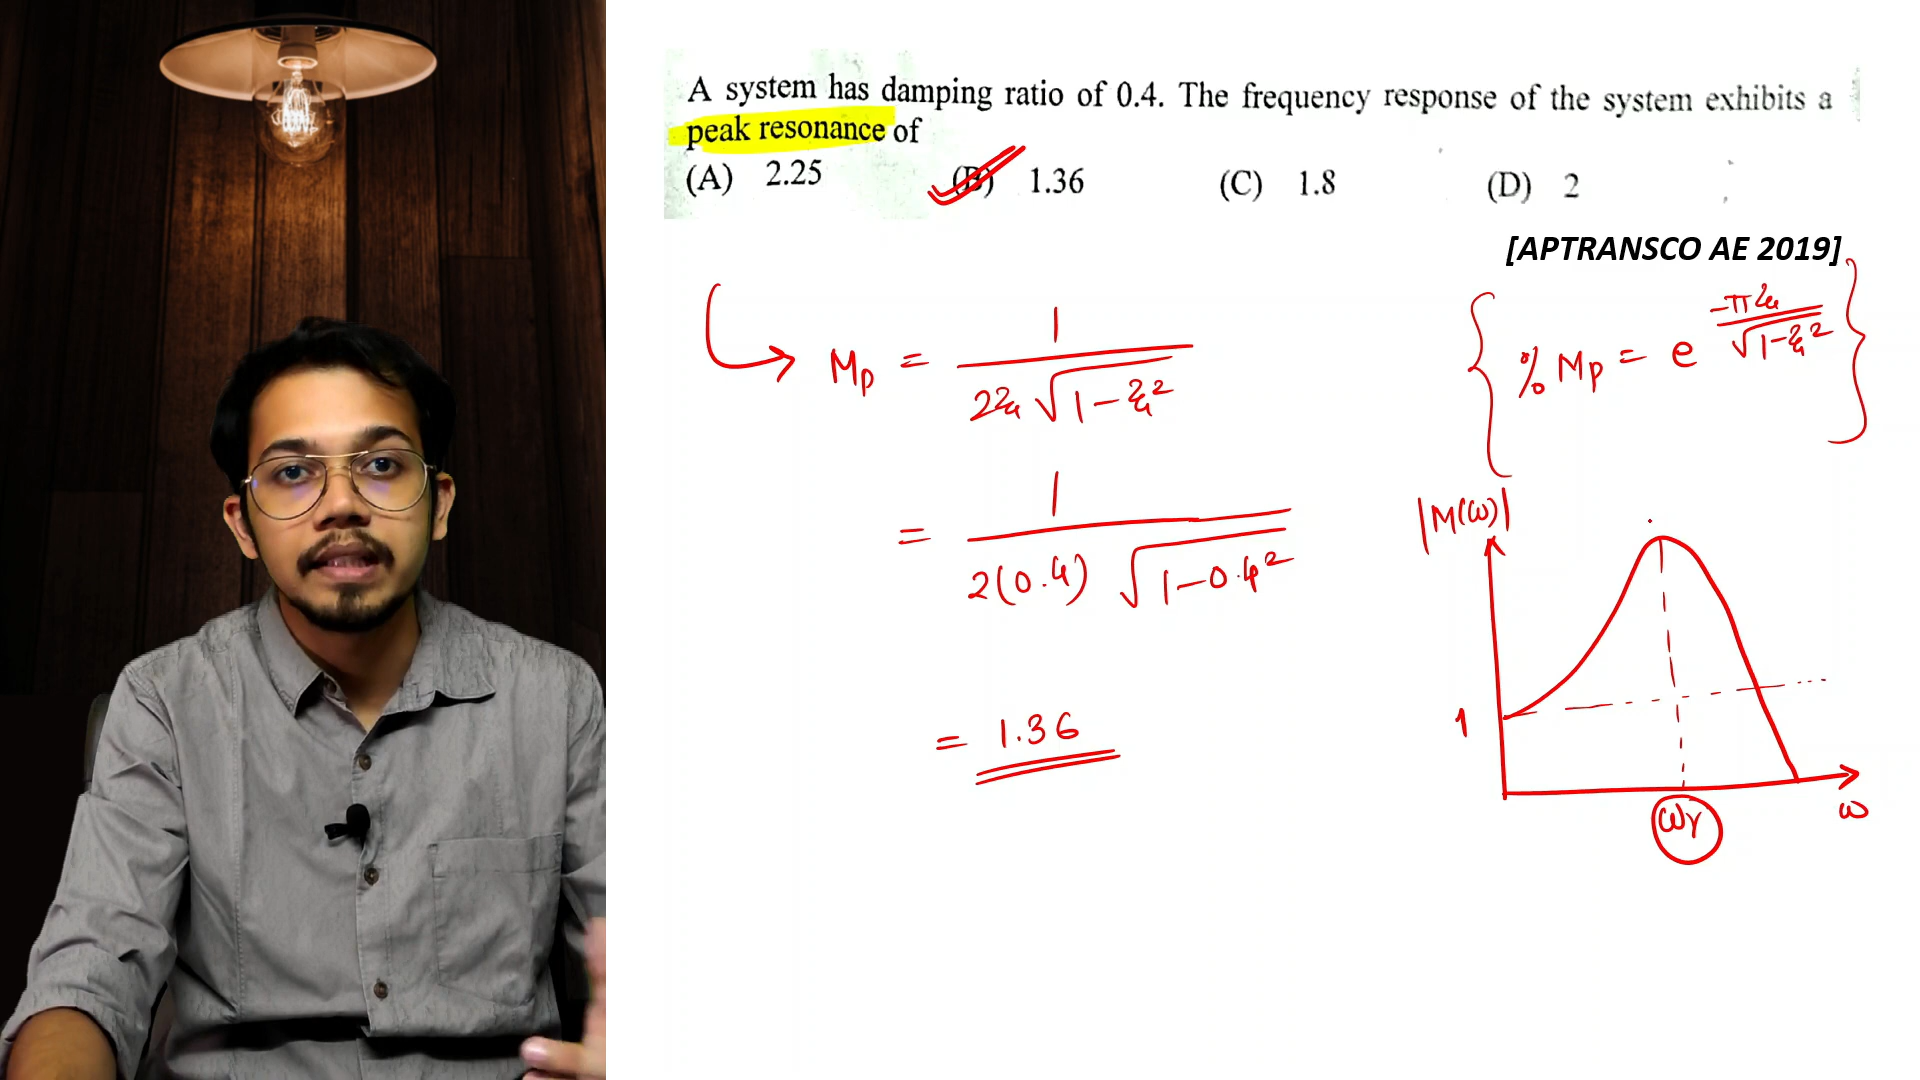 A system has damping ratio of 0.4. The frequency response of the system exhibits a
peak resonance of
(A) 2.25 (B) 1.36 (C) 1.8 (D) 2
[APTRANSCO AE 2019]
Mp = 1 / 2ξ √1-ξ²
= 1 / 2(0.4) √1-0.4²
= 1.36
% Mp = e -πξ / √1-ξ²
|M(ω)|
1
ωr
ω